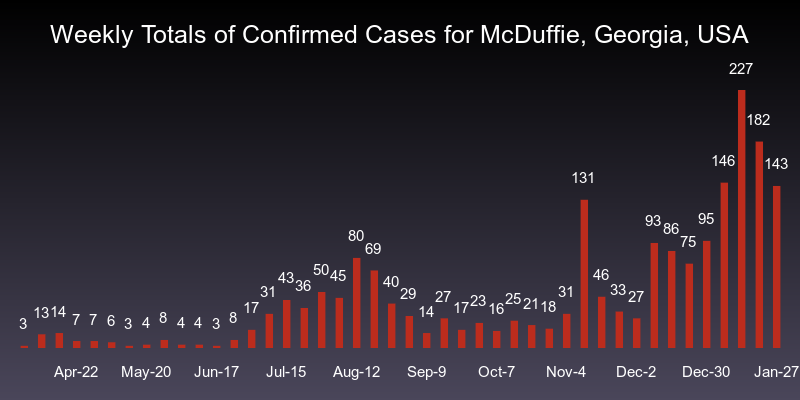 Weekly Totals of Confirmed Cases for McDuffie, Georgia, USA
3 13 14 7 7 6 3 4 8 4 4 3 8 17 31 43 36 50 45 80 69 40 29 14 27 17 23 16 25 21 18 31 131 46 33 27 93 86 75 95 146 227 182 143
Apr-22 May-20 Jun-17 Jul-15 Aug-12 Sep-9 Oct-7 Nov-4 Dec-2 Dec-30 Jan-27